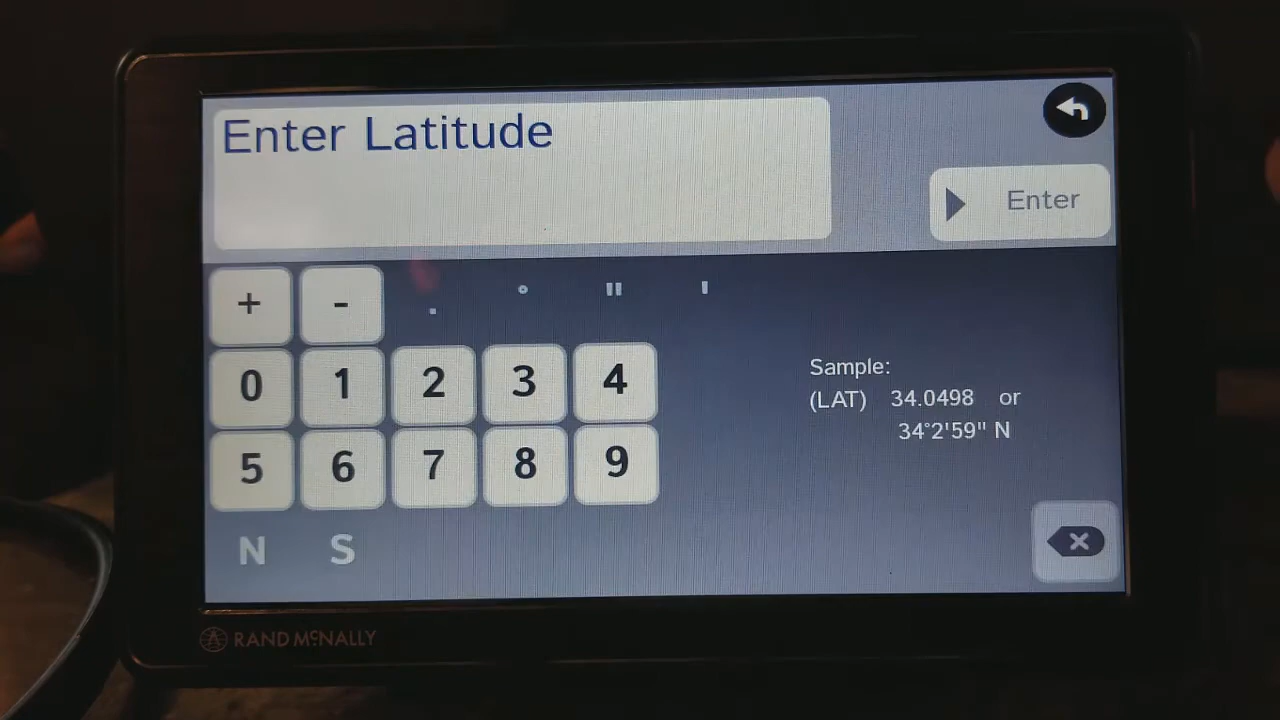 Enter Latitude
Enter
+ - . ° " '
0 1 2 3 4
5 6 7 8 9
N S
Sample:
(LAT) 34.0498 or
34°2'59" N
RAND MCNALLY